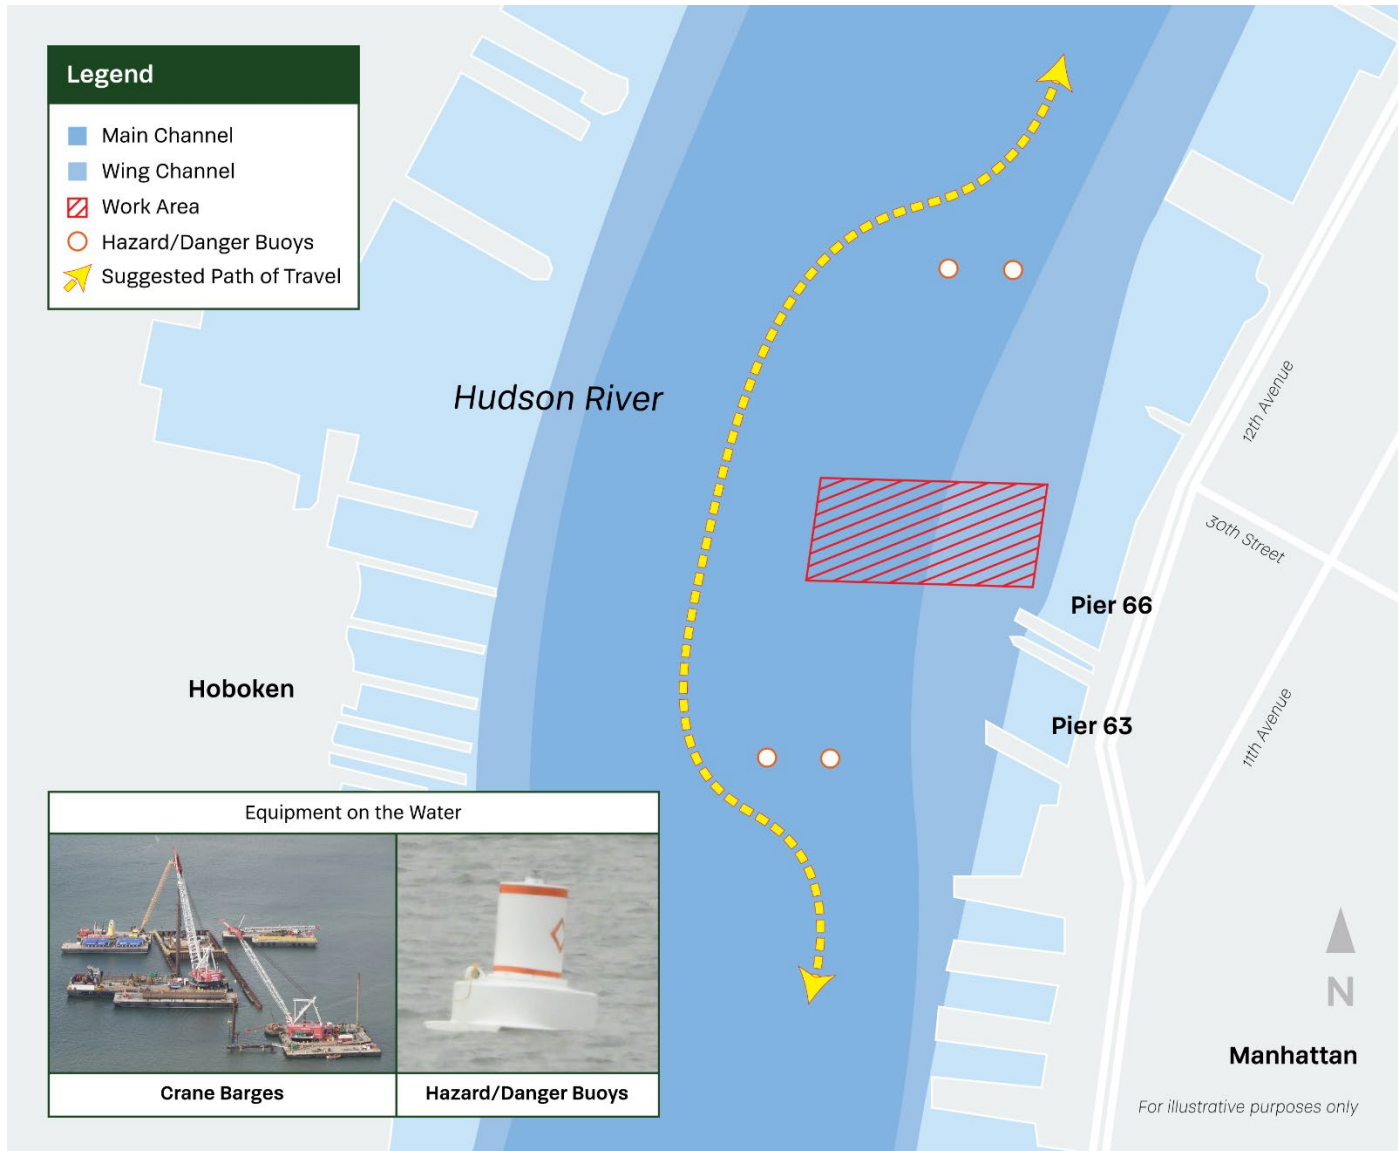 Legend
Main Channel
Wing Channel
Work Area
Hazard/Danger Buoys
Suggested Path of Travel
Hudson River
12th Avenue
30th Street
Pier 66
Hoboken
11th Avenue
Pier 63
Equipment on the Water
Crane Barges
Hazard/Danger Buoys
N
Manhattan
For illustrative purposes only